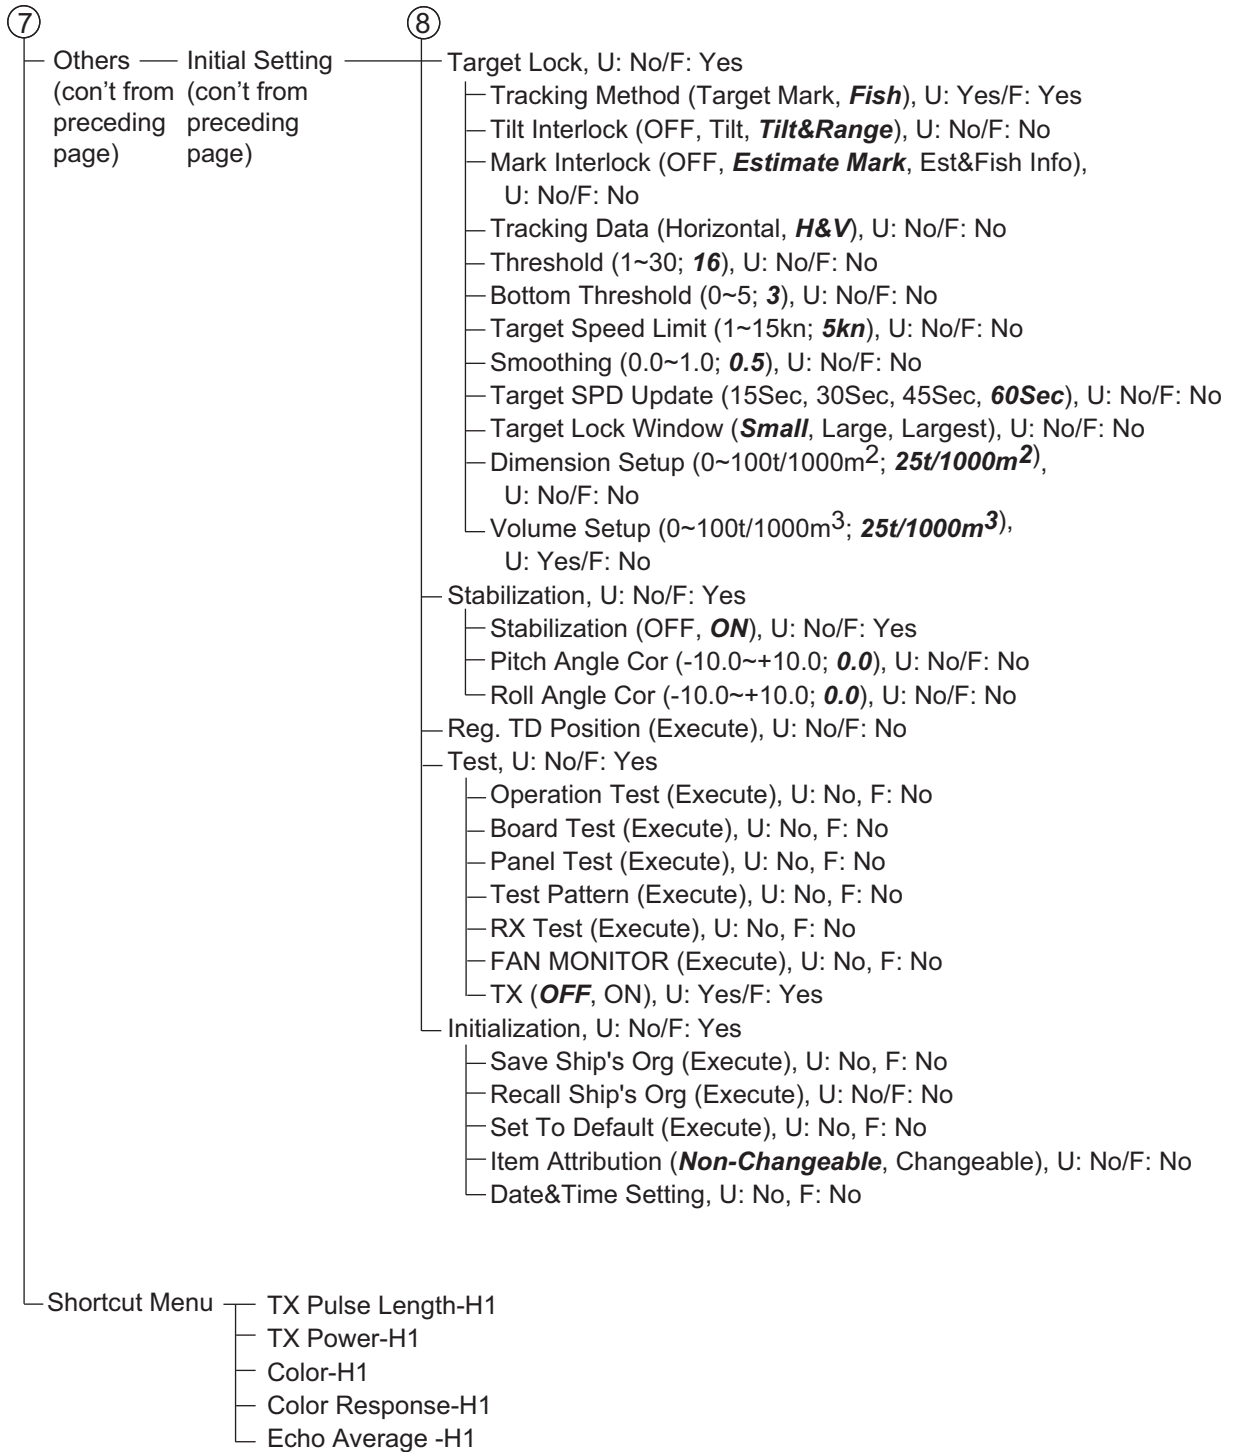 7 8
Others Initial Setting Target Lock, U: No/F: Yes
(con't from (con't from
preceding preceding
page) page)
Tracking Method (Target Mark, Fish), U: Yes/F: Yes
Tilt Interlock (OFF, Tilt, Tilt&Range), U: No/F: No
Mark Interlock (OFF, Estimate Mark, Est&Fish Info),
U: No/F: No
Tracking Data (Horizontal, H&V), U: No/F: No
Threshold (1~30; 16), U: No/F: No
Bottom Threshold (0~5; 3), U: No/F: No
Target Speed Limit (1~15kn; 5kn), U: No/F: No
Smoothing (0.0~1.0; 0.5), U: No/F: No
Target SPD Update (15Sec, 30Sec, 45Sec, 60Sec), U: No/F: No
Target Lock Window (Small, Large, Largest), U: No/F: No
Dimension Setup (0~100t/1000m2; 25t/1000m2),
U: No/F: No
Volume Setup (0~100t/1000m3; 25t/1000m3),
U: Yes/F: No
Stabilization, U: No/F: Yes
Stabilization (OFF, ON), U: No/F: Yes
Pitch Angle Cor (-10.0~+10.0; 0.0), U: No/F: No
Roll Angle Cor (-10.0~+10.0; 0.0), U: No/F: No
Reg. TD Position (Execute), U: No/F: No
Test, U: No/F: Yes
Operation Test (Execute), U: No, F: No
Board Test (Execute), U: No, F: No
Panel Test (Execute), U: No, F: No
Test Pattern (Execute), U: No, F: No
RX Test (Execute), U: No, F: No
FAN MONITOR (Execute), U: No, F: No
TX (OFF, ON), U: Yes/F: Yes
Initialization, U: No/F: Yes
Save Ship's Org (Execute), U: No, F: No
Recall Ship's Org (Execute), U: No/F: No
Set To Default (Execute), U: No, F: No
Item Attribution (Non-Changeable, Changeable), U: No/F: No
Date&Time Setting, U: No, F: No
Shortcut Menu TX Pulse Length-H1
TX Power-H1
Color-H1
Color Response-H1
Echo Average -H1